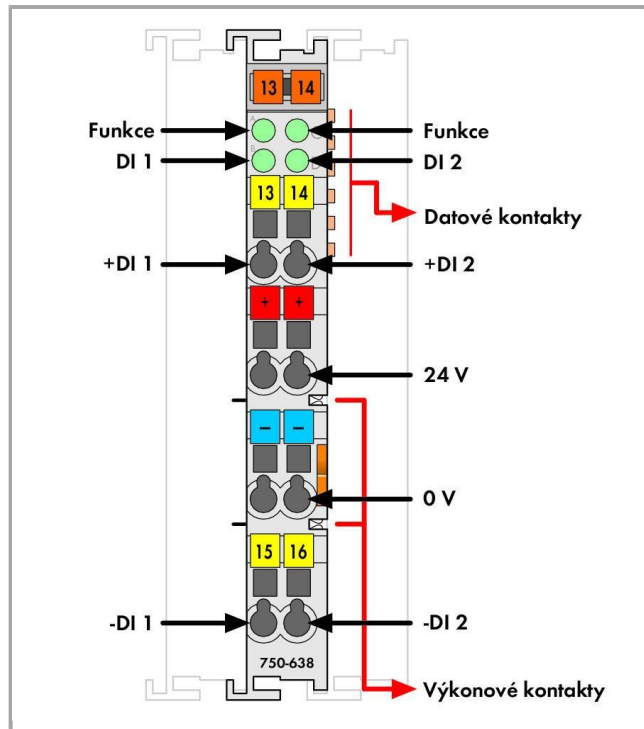 13 14
Funkce A C Funkce
DI 1 B D DI 2
13 14
Datové kontakty
+DI 1 +DI 2
+ +
24 V
− −
0 V
15 16
-DI 1 -DI 2
750-638
Výkonové kontakty